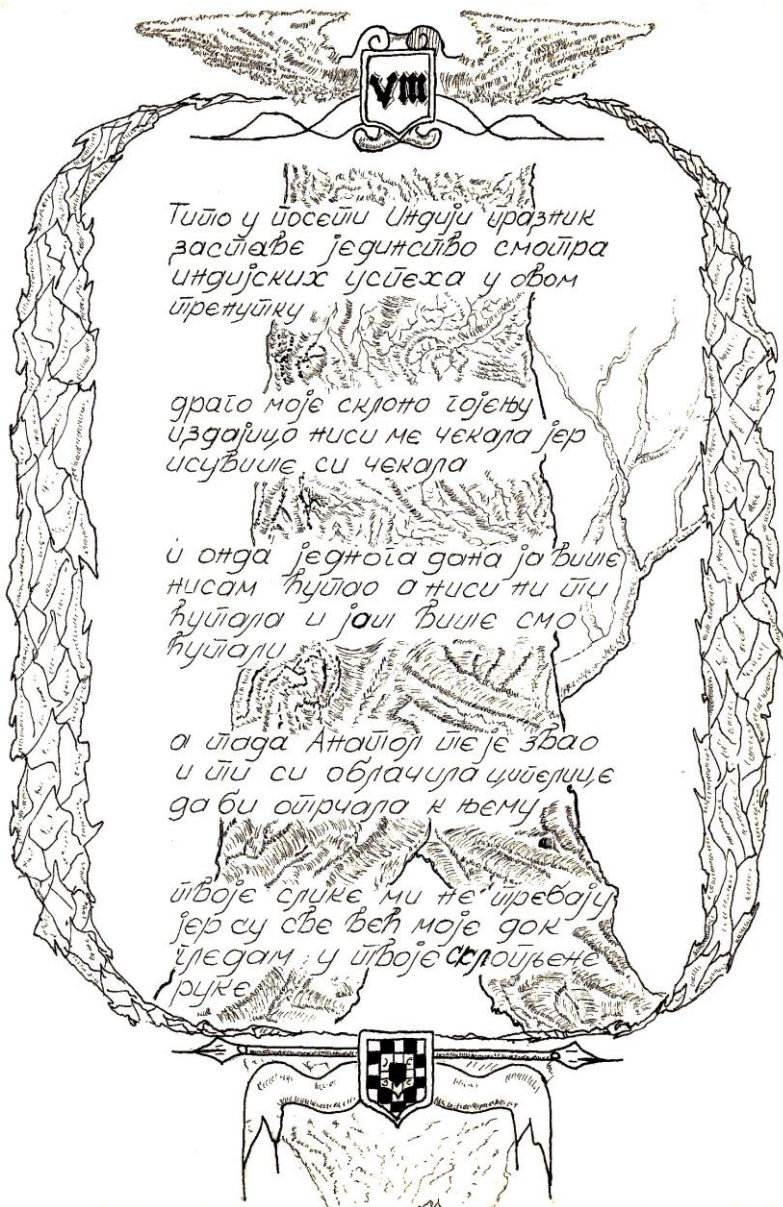 VIII
Тито у посети Индији празник
заставе јединство смотра
индијских успеха у овом
тренутку
драго моје склоно гојењу
издајицо ниси ме чекала јер
исувише си чекала
и онда једнога дана ја више
нисам ћутао а ниси ни ти
ћутала и јаш више смо
ћутали
а тада Анатол те је звао
и ти си облачила ципелице
да би отрчала к њему
твоје слике ми не требају
јер су све већ моје док
гледам у твоје склопљене
руке